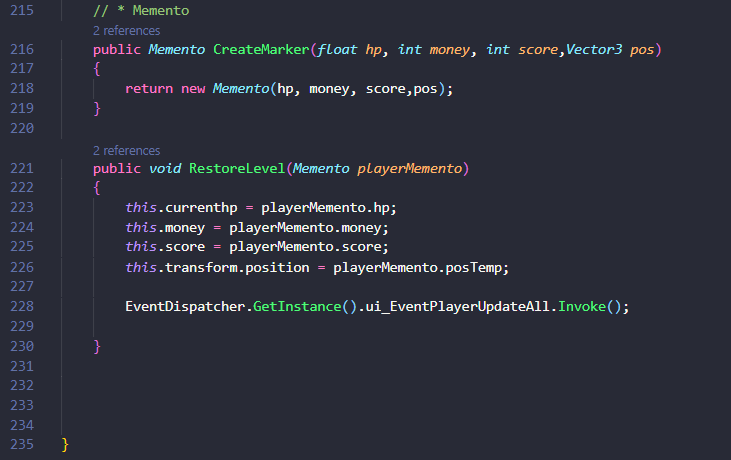 215 // * Memento
2 references
216 public Memento CreateMarker(float hp, int money, int score,Vector3 pos)
217 {
218 return new Memento(hp, money, score,pos);
219 }
220
2 references
221 public void RestoreLevel(Memento playerMemento)
222 {
223 this.currenthp = playerMemento.hp;
224 this.money = playerMemento.money;
225 this.score = playerMemento.score;
226 this.transform.position = playerMemento.posTemp;
227
228 EventDispatcher.GetInstance().ui_EventPlayerUpdateAll.Invoke();
229
230 }
231
232
233
234
235 }